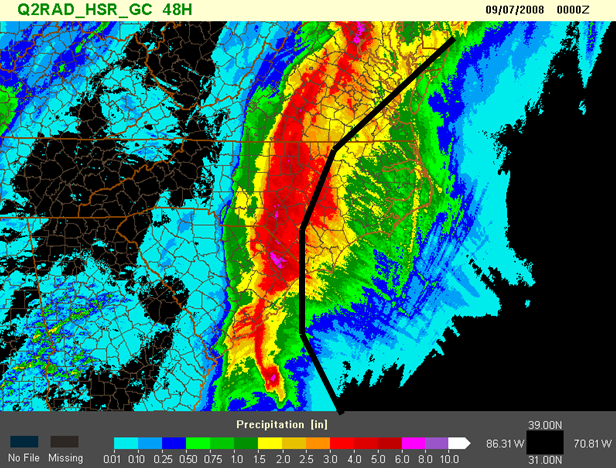 Q2RAD_HSR_GC 48H
09/07/2008 0000Z
Precipitation [in]
39.00N
86.31W 70.81W
No File Missing 0.01 0.10 0.25 0.50 0.75 1.0 1.5 2.0 2.5 3.0 4.0 5.0 6.0 8.0 10.0
31.00N